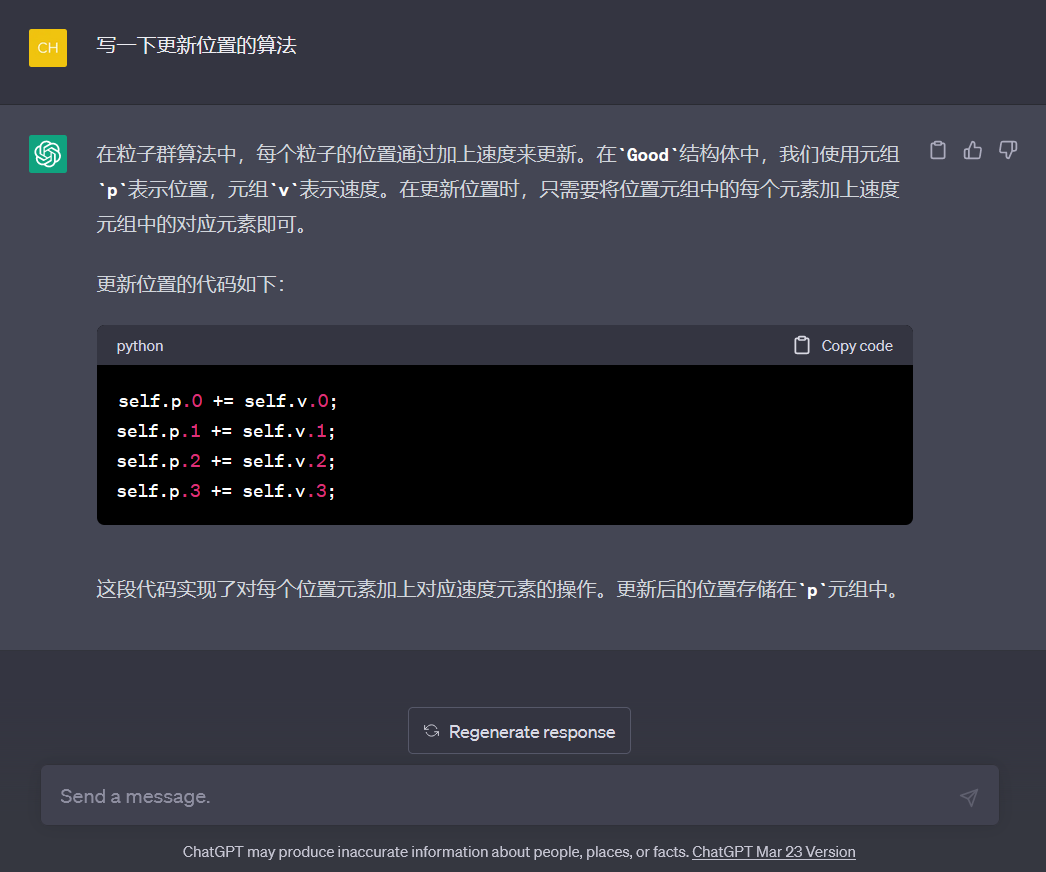 CH
写一下更新位置的算法
在粒子群算法中，每个粒子的位置通过加上速度来更新。在`Good`结构体中，我们使用元组
`p`表示位置，元组`v`表示速度。在更新位置时，只需要将位置元组中的每个元素加上速度
元组中的对应元素即可。
更新位置的代码如下：
python
Copy code
self.p.0 += self.v.0;
self.p.1 += self.v.1;
self.p.2 += self.v.2;
self.p.3 += self.v.3;
这段代码实现了对每个位置元素加上对应速度元素的操作。更新后的位置存储在`p`元组中。
Regenerate response
Send a message.
ChatGPT may produce inaccurate information about people, places, or facts. ChatGPT Mar 23 Version